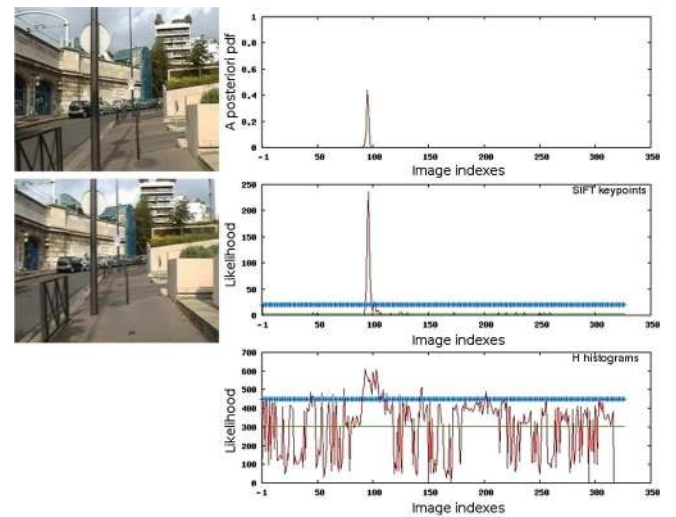 A posteriori pdf
1
0.8
0.6
0.4
0.2
0
-1 50 100 150 200 250 300 350
Image indexes
SIFT keypoints
Likelihood
250
200
150
100
50
0
-1 50 100 150 200 250 300 350
Image indexes
H histograms
Likelihood
700
600
500
400
300
200
100
0
-1 50 100 150 200 250 300 350
Image indexes